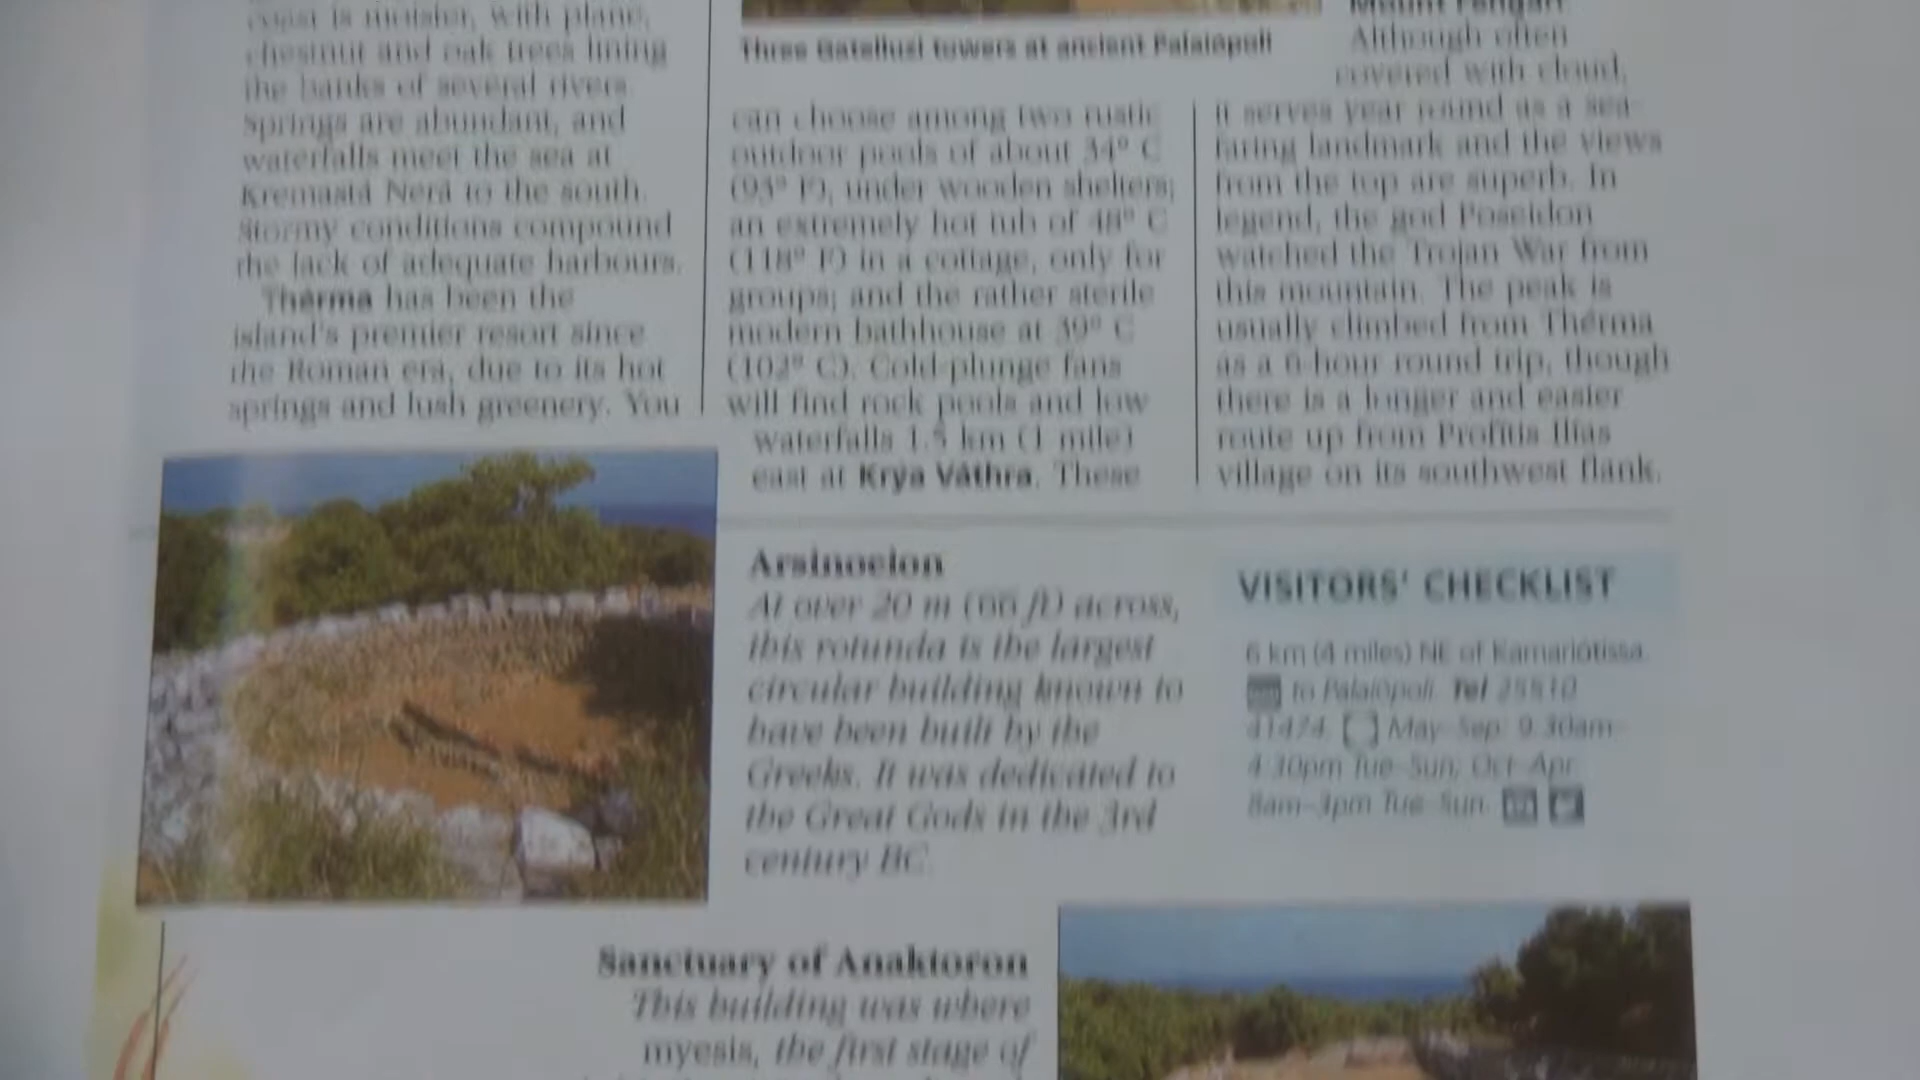 coast is moister, with plane,
chestnut and oak trees lining
the banks of several rivers.
Springs are abundant, and
waterfalls meet the sea at
Kremastá Nerá to the south.
Stormy conditions compound
the lack of adequate harbours.
Thérma has been the
island's premier resort since
the Roman era, due to its hot
springs and lush greenery. You
Three Gatellusi towers at ancient Palaiópoli
can choose among two rustic
outdoor pools of about 34° C
(93° F), under wooden shelters;
an extremely hot tub of 48° C
(118° F) in a cottage, only for
groups; and the rather sterile
modern bathhouse at 39° C
(102° C). Cold-plunge fans
will find rock pools and low
waterfalls 1.5 km (1 mile)
east at Krya Váthra. These
Mount Fengári
Although often
covered with cloud,
it serves year round as a sea-
faring landmark and the views
from the top are superb. In
legend, the god Poseidon
watched the Trojan War from
this mountain. The peak is
usually climbed from Thérma
as a 6-hour round trip, though
there is a longer and easier
route up from Profítis Ilías
village on its southwest flank.
Arsinoeion
At over 20 m (66 ft) across,
this rotunda is the largest
circular building known to
have been built by the
Greeks. It was dedicated to
the Great Gods in the 3rd
century BC.
VISITORS' CHECKLIST
6 km (4 miles) NE of Kamariótissa.
to Palaiópoli. Tel 25510
41474. May–Sep: 9.30am–
4.30pm Tue–Sun; Oct–Apr:
8am–3pm Tue–Sun.
Sanctuary of Anaktoron
This building was where
myesis, the first stage of